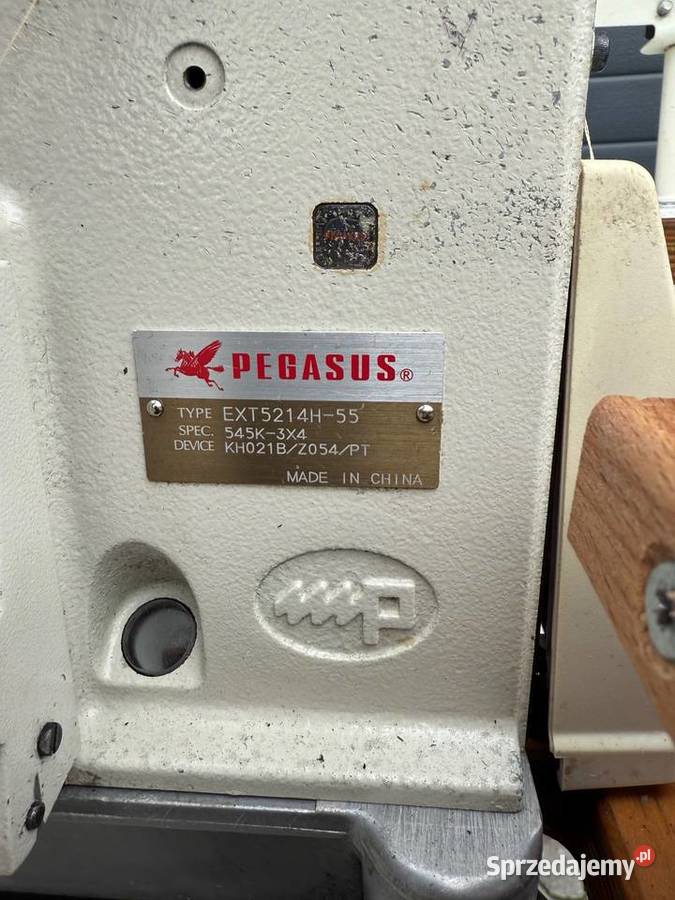 PEGASUS®
TYPE EXT5214H-55
SPEC. 545K-3X4
DEVICE KH021B/Z054/PT
MADE IN CHINA
Sprzedajemy.pl